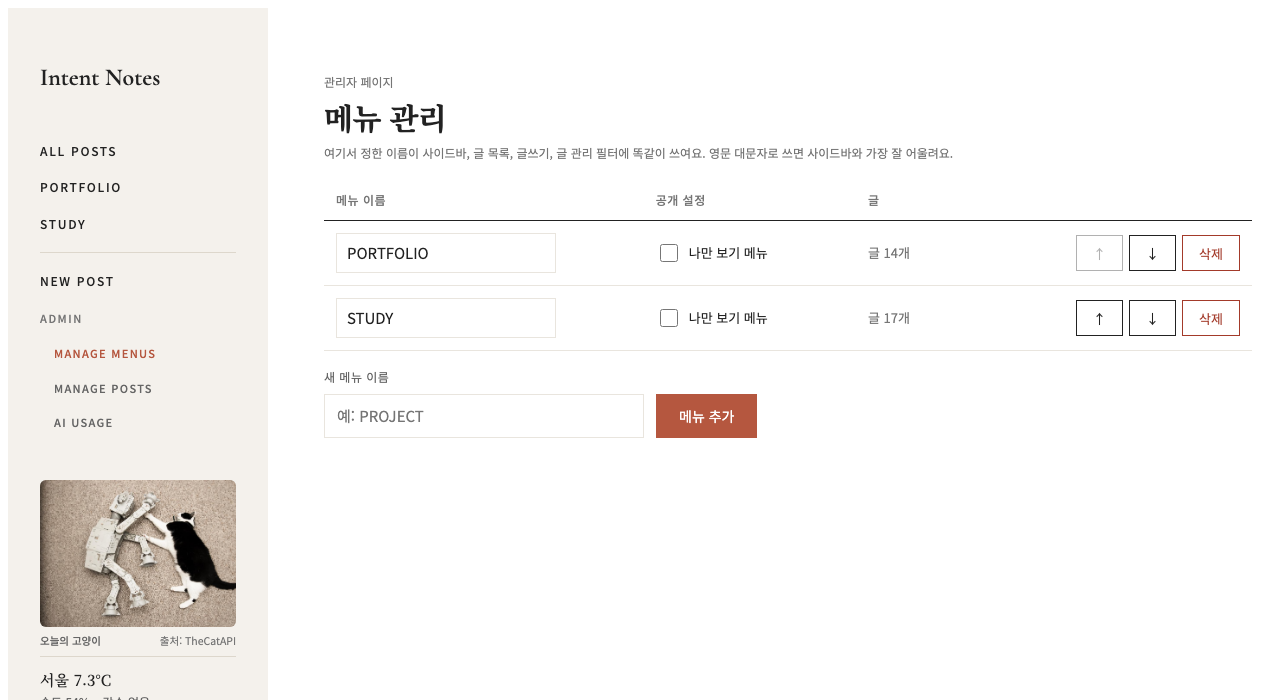 Intent Notes
ALL POSTS
PORTFOLIO
STUDY
NEW POST
ADMIN
MANAGE MENUS
MANAGE POSTS
AI USAGE
오늘의 고양이 출처: TheCatAPI
서울 7.3°C
관리자 페이지
메뉴 관리
여기서 정한 이름이 사이드바, 글 목록, 글쓰기, 글 관리 필터에 똑같이 쓰여요. 영문 대문자로 쓰면 사이드바와 가장 잘 어울려요.
메뉴 이름 공개 설정 글
PORTFOLIO 나만 보기 메뉴 글 14개 ↑ ↓ 삭제
STUDY 나만 보기 메뉴 글 17개 ↑ ↓ 삭제
새 메뉴 이름
예: PROJECT 메뉴 추가